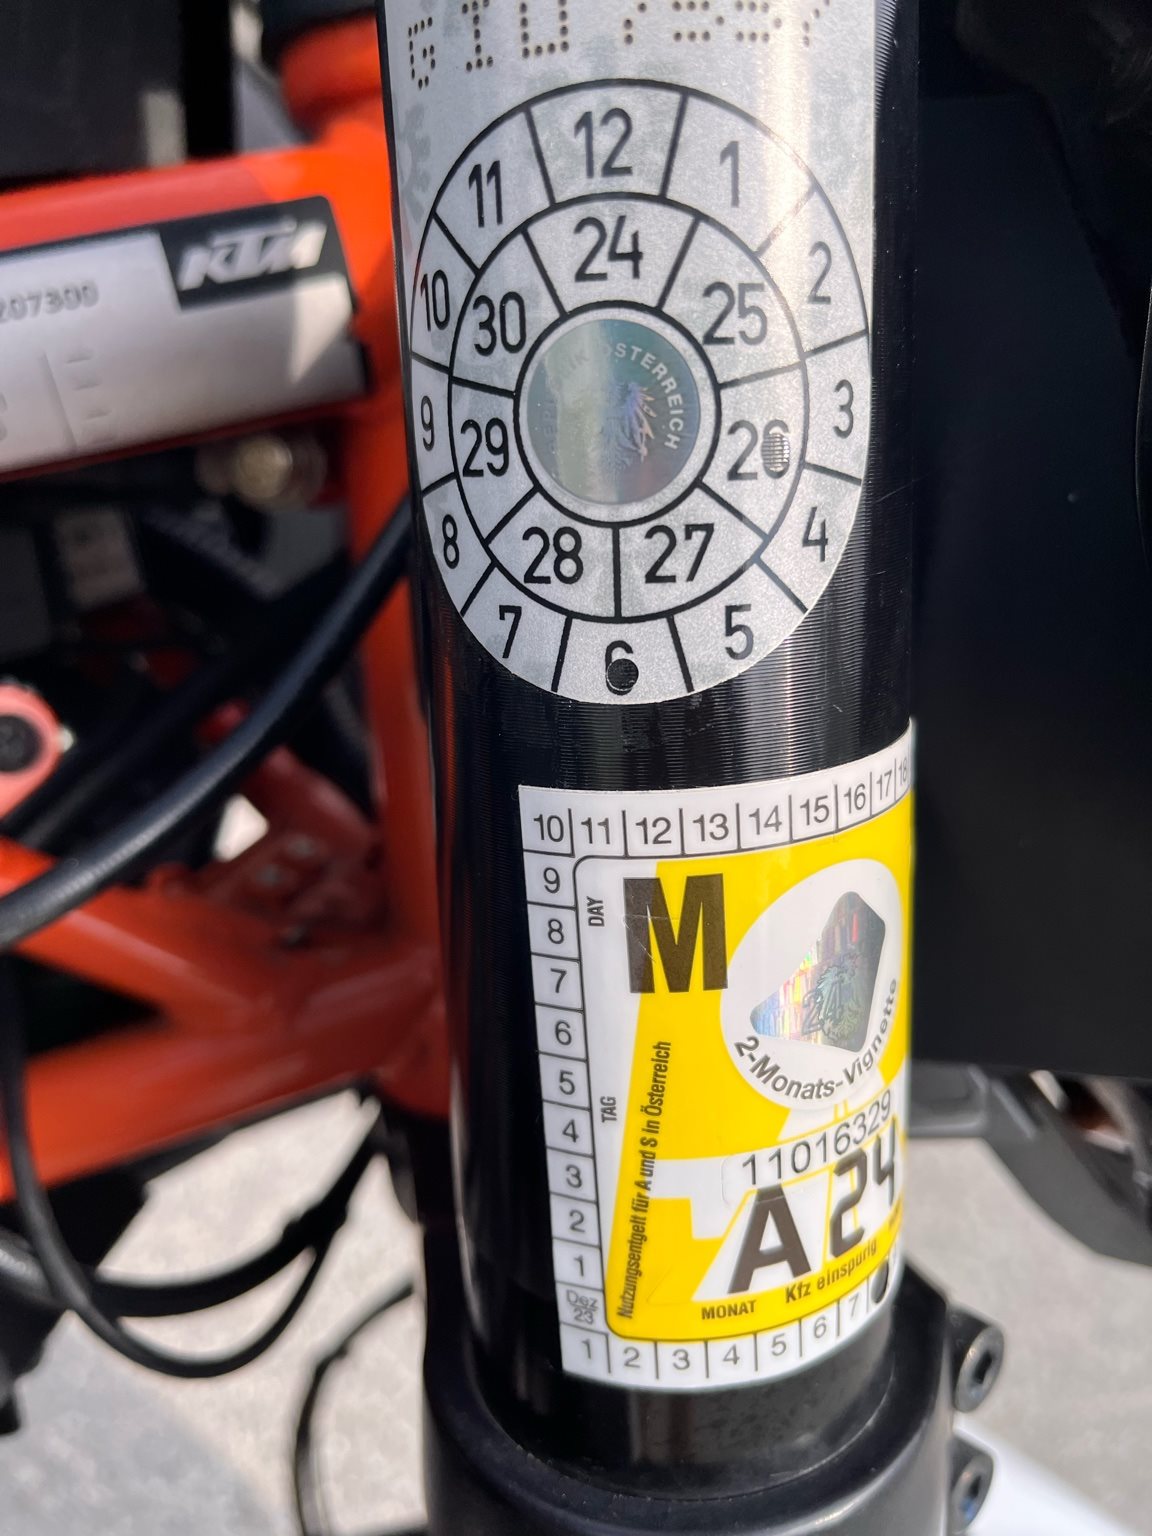 12
11
1
10
2
9
3
8
4
7
6
5
24
30
25
29
26
28
27
ÖSTERREICH
KTM
207300
10 11 12 13 14 15 16 17 18
9
8
7
6
5
4
3
2
1
Dez
23
1 2 3 4 5 6 7
DAY
TAG
M
2-Monats-Vignette
Nutzungsentgelt für A und S in Österreich
11016329
A 24
Kfz einspurig
MONAT